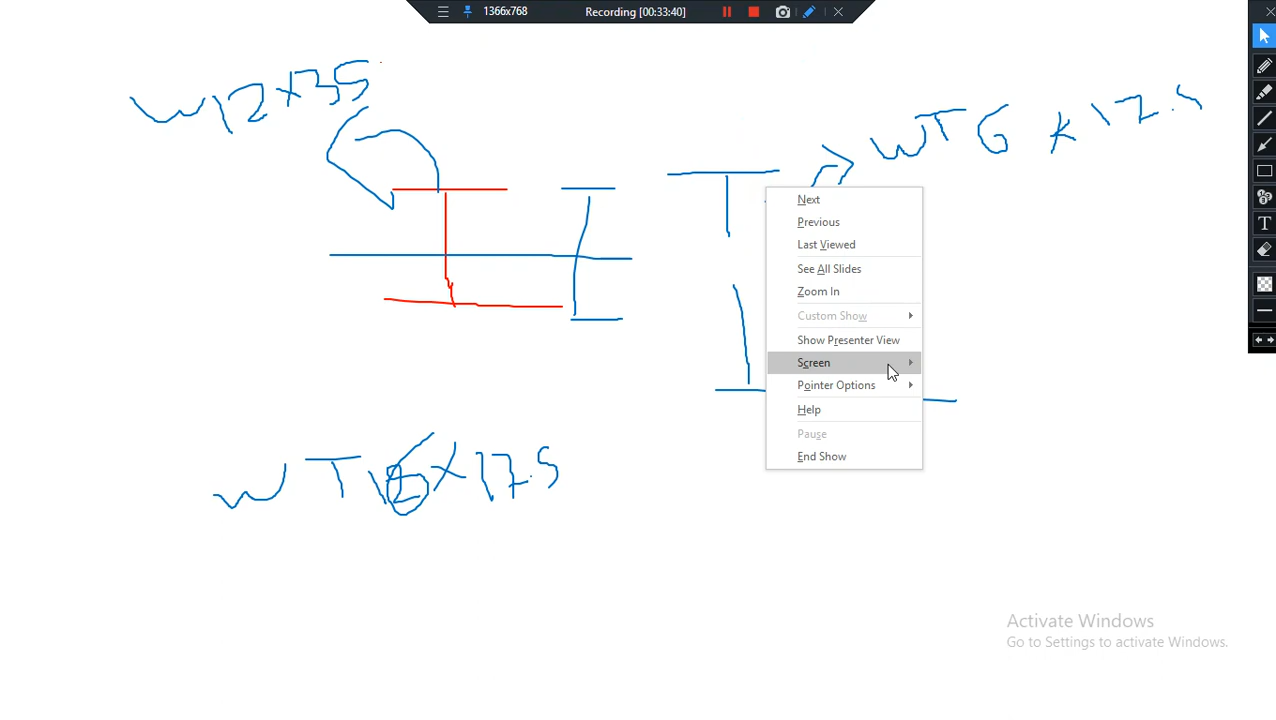 1366x768
Recording [00:33:40]
W12x35
WT6 x 17.5
Next
Previous
Last Viewed
See All Slides
Zoom In
Custom Show
Show Presenter View
Screen
Pointer Options
Help
Pause
End Show
WT6x17.5
T
Activate Windows
Go to Settings to activate Windows.